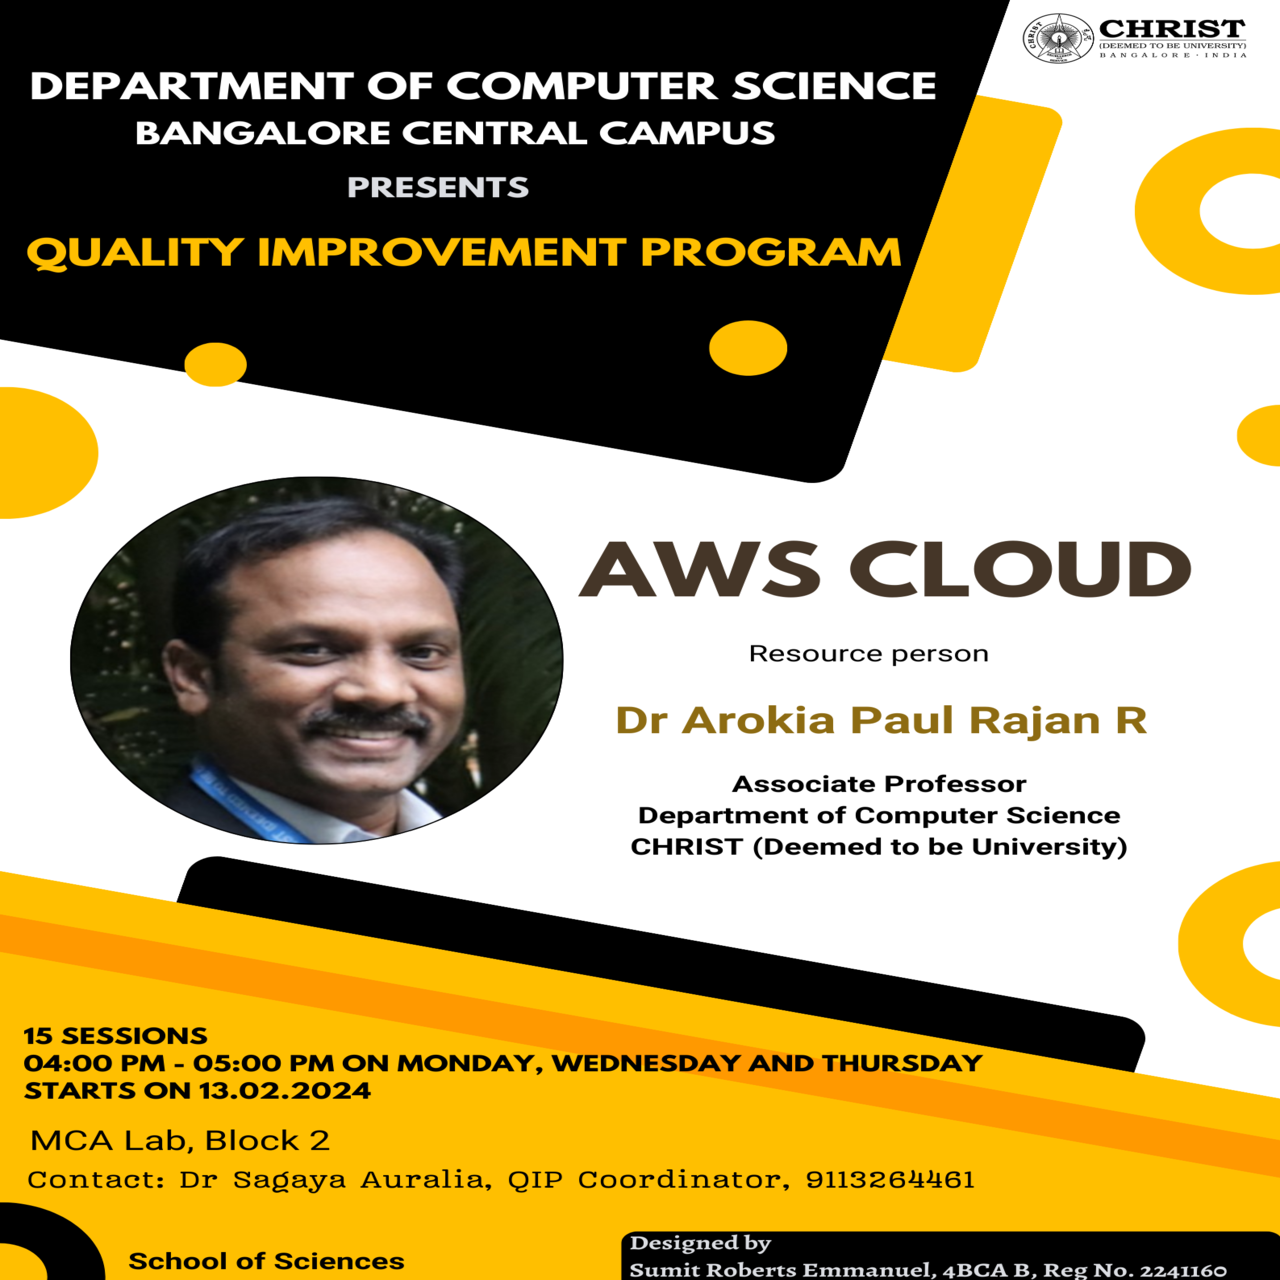 CHRIST
(DEEMED TO BE UNIVERSITY)
BANGALORE · INDIA
DEPARTMENT OF COMPUTER SCIENCE
BANGALORE CENTRAL CAMPUS
PRESENTS
QUALITY IMPROVEMENT PROGRAM
AWS CLOUD
Resource person
Dr Arokia Paul Rajan R
Associate Professor
Department of Computer Science
CHRIST (Deemed to be University)
15 SESSIONS
04:00 PM - 05:00 PM ON MONDAY, WEDNESDAY AND THURSDAY
STARTS ON 13.02.2024
MCA Lab, Block 2
Contact: Dr Sagaya Auralia, QIP Coordinator, 9113264461
School of Sciences
Designed by
Sumit Roberts Emmanuel, 4BCA B, Reg No. 2241160